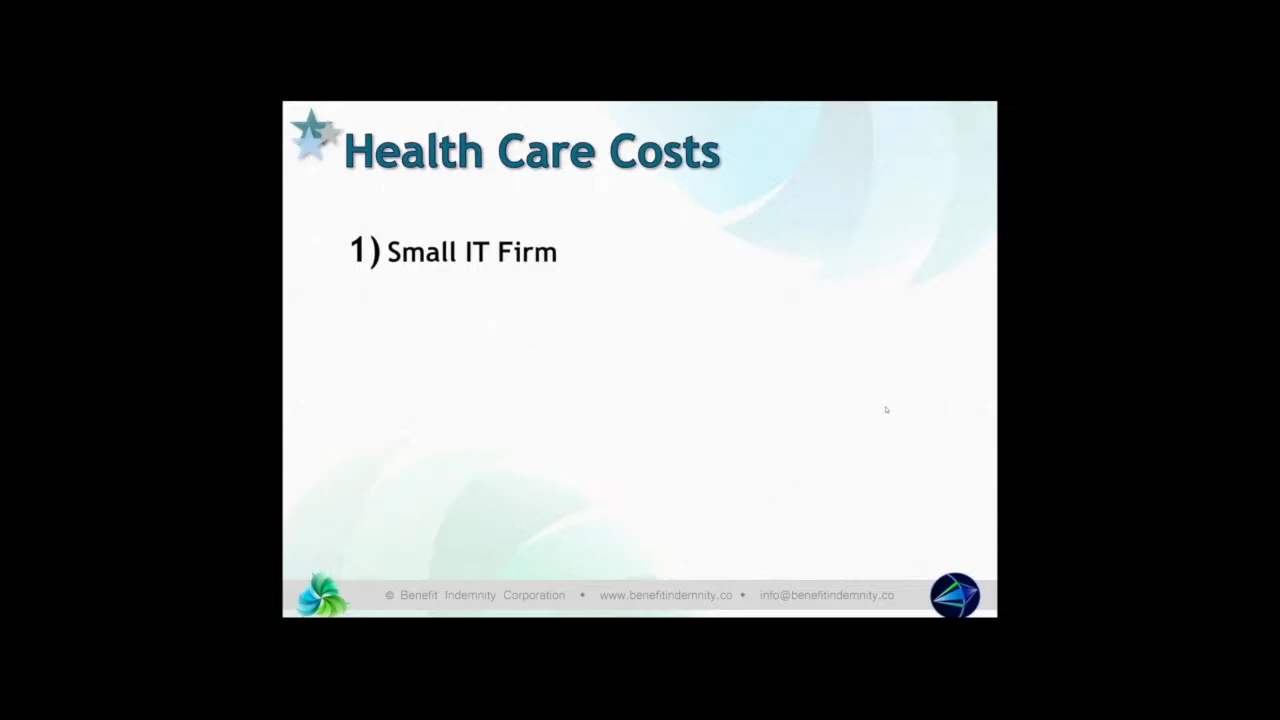 Health Care Costs
1) Small IT Firm
© Benefit Indemnity Corporation • www.benefitindemnity.co • info@benefitindemnity.co